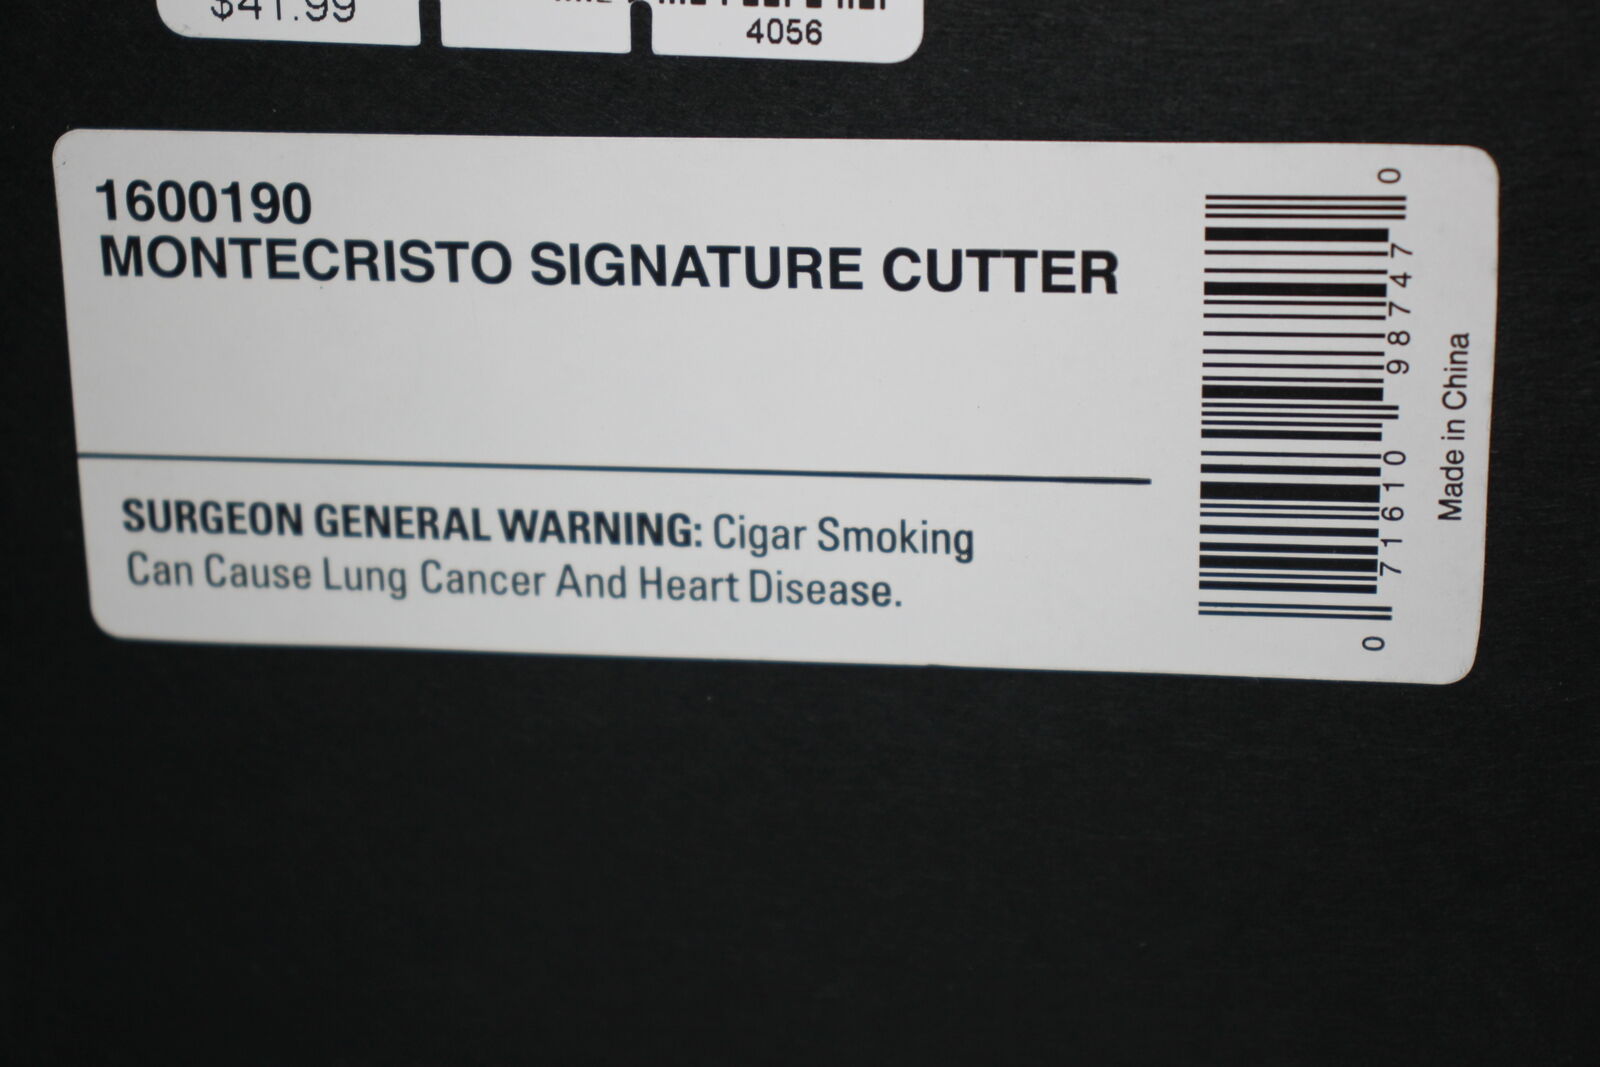 $41.99
4056
1600190
MONTECRISTO SIGNATURE CUTTER
SURGEON GENERAL WARNING: Cigar Smoking
Can Cause Lung Cancer And Heart Disease.
0 71610 98747 0
Made in China